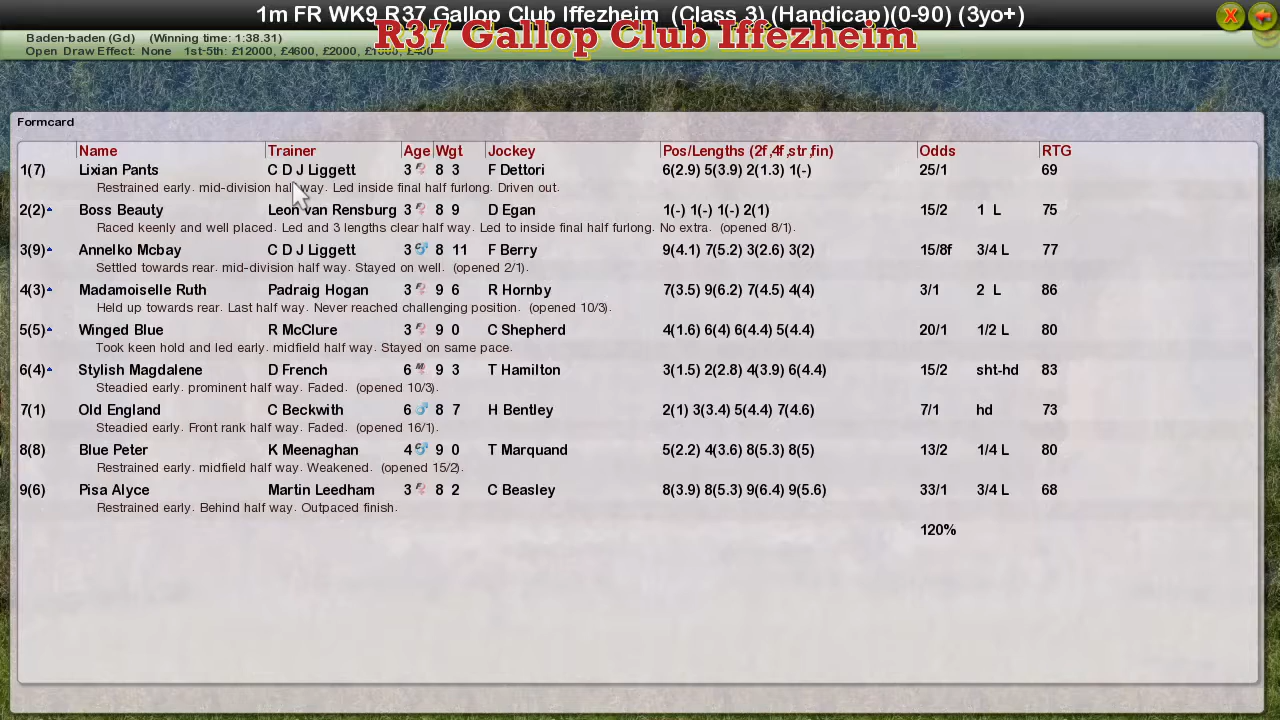 1m FR WK9 R37 Gallop Club Iffezheim (Class 3) (Handicap)(0-90) (3yo+)
R37 Gallop Club Iffezheim
Baden-baden (Gd) (Winning time: 1:38.31)
Open Draw Effect: None 1st-5th: £12000, £4600, £2000, £400
Formcard
Name Trainer Age Wgt Jockey Pos/Lengths (2f,4f,str,fin) Odds RTG
1(7) Lixian Pants C D J Liggett 3 8 3 F Dettori 6(2.9) 5(3.9) 2(1.3) 1(-) 25/1 69
Restrained early. mid-division half way. Led inside final half furlong. Driven out.
2(2) Boss Beauty Leon van Rensburg 3 8 9 D Egan 1(-) 1(-) 1(-) 2(1) 15/2 1 L 75
Raced keenly and well placed. Led and 3 lengths clear half way. Led to inside final half furlong. No extra. (opened 8/1).
3(9) Annelko Mcbay C D J Liggett 3 8 11 F Berry 9(4.1) 7(5.2) 3(2.6) 3(2) 15/8f 3/4 L 77
Settled towards rear. mid-division half way. Stayed on well. (opened 2/1).
4(3) Madamoiselle Ruth Padraig Hogan 3 9 6 R Hornby 7(3.5) 9(6.2) 7(4.5) 4(4) 3/1 2 L 86
Held up towards rear. Last half way. Never reached challenging position. (opened 10/3).
5(5) Winged Blue R McClure 3 9 0 C Shepherd 4(1.6) 6(4) 6(4.4) 5(4.4) 20/1 1/2 L 80
Took keen hold and led early. midfield half way. Stayed on same pace.
6(4) Stylish Magdalene D French 6 9 3 T Hamilton 3(1.5) 2(2.8) 4(3.9) 6(4.4) 15/2 sht-hd 83
Steadied early. prominent half way. Faded. (opened 10/3).
7(1) Old England C Beckwith 6 8 7 H Bentley 2(1) 3(3.4) 5(4.4) 7(4.6) 7/1 hd 73
Steadied early. Front rank half way. Faded. (opened 16/1).
8(8) Blue Peter K Meenaghan 4 9 0 T Marquand 5(2.2) 4(3.6) 8(5.3) 8(5) 13/2 1/4 L 80
Restrained early. midfield half way. Weakened. (opened 15/2).
9(6) Pisa Alyce Martin Leedham 3 8 2 C Beasley 8(3.9) 8(5.3) 9(6.4) 9(5.6) 33/1 3/4 L 68
Restrained early. Behind half way. Outpaced finish.
120%